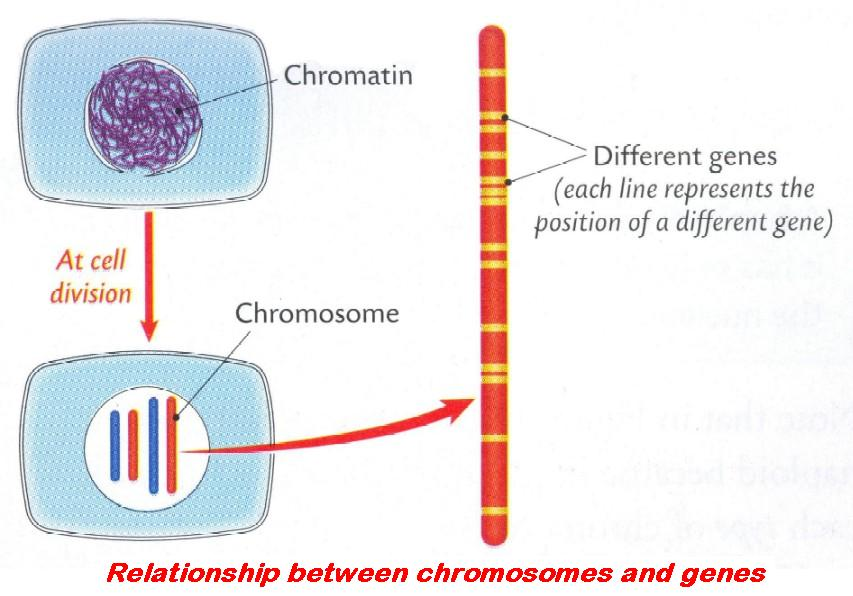 Chromatin
Different genes
(each line represents the
position of a different gene)
At cell
division
Chromosome
Relationship between chromosomes and genes